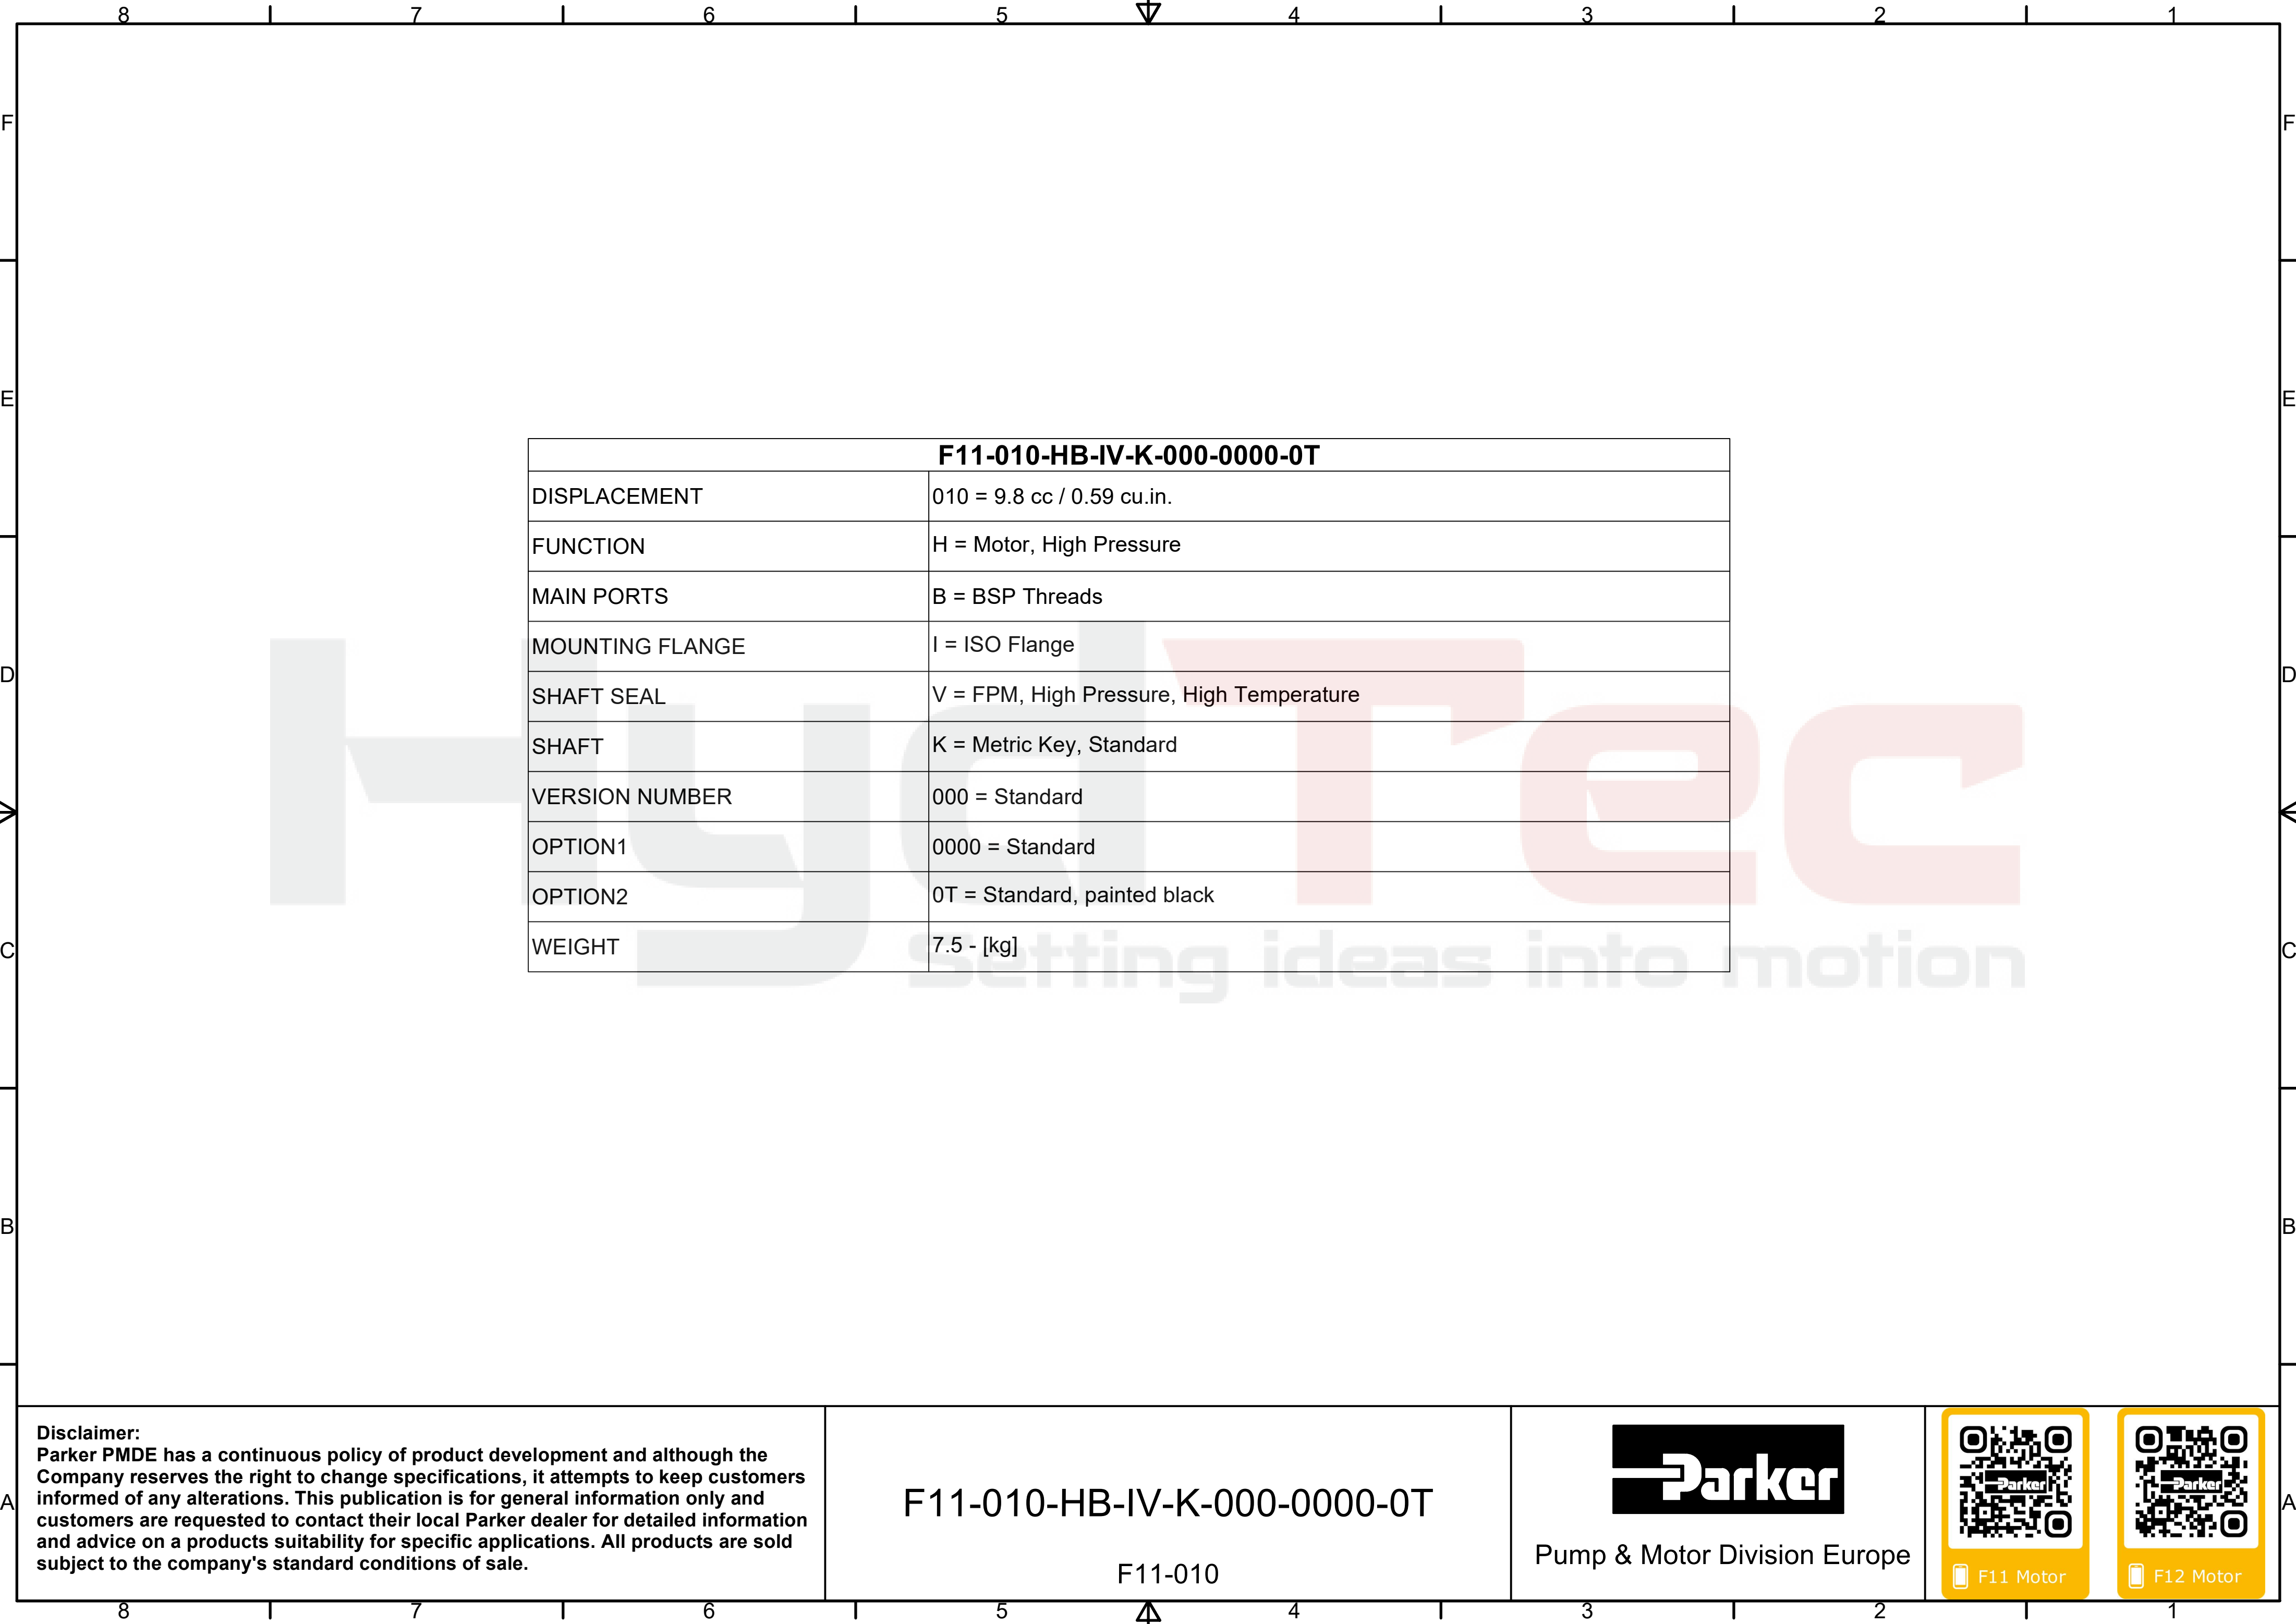 8 7 6 5 4 3 2 1
F F
E E
F11-010-HB-IV-K-000-0000-0T
DISPLACEMENT 010 = 9.8 cc / 0.59 cu.in.
FUNCTION H = Motor, High Pressure
MAIN PORTS B = BSP Threads
MOUNTING FLANGE I = ISO Flange
D D
SHAFT SEAL V = FPM, High Pressure, High Temperature
SHAFT K = Metric Key, Standard
VERSION NUMBER 000 = Standard
OPTION1 0000 = Standard
OPTION2 0T = Standard, painted black
WEIGHT 7.5 - [kg]
HydTec
Setting ideas into motion
C C
B B
Disclaimer:
Parker PMDE has a continuous policy of product development and although the
Company reserves the right to change specifications, it attempts to keep customers
informed of any alterations. This publication is for general information only and
customers are requested to contact their local Parker dealer for detailed information
and advice on a products suitability for specific applications. All products are sold
subject to the company's standard conditions of sale.
A A
F11-010-HB-IV-K-000-0000-0T
F11-010
Parker
Pump & Motor Division Europe
Parker
F11 Motor
Parker
F12 Motor
8 7 6 5 4 3 2 1